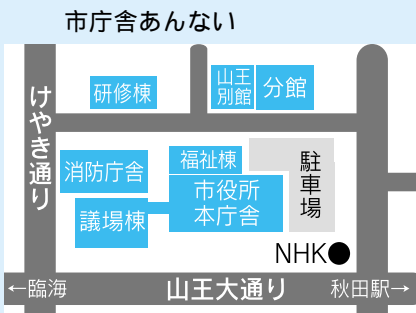 市庁舎あんない
研修棟
山王
別館
分館
けやき通り
消防庁舎
福祉棟
駐車場
市役所
本庁舎
議場棟
NHK●
←臨海
山王大通り
秋田駅→